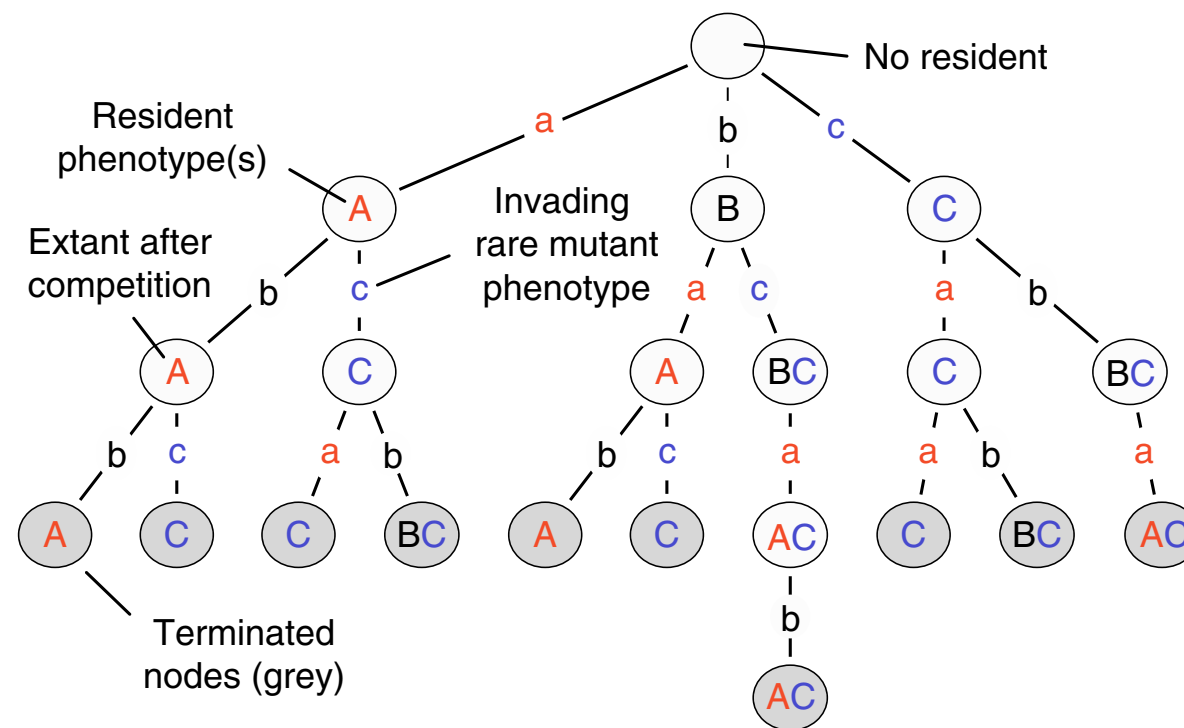 No resident
Resident
phenotype(s)
a
b
c
A
B
C
Invading
rare mutant
phenotype
Extant after
competition
b
c
a
c
a
b
A
C
A
BC
C
BC
b
c
a
b
b
c
a
a
b
a
A
C
C
BC
A
C
AC
C
BC
AC
Terminated
nodes (grey)
b
AC